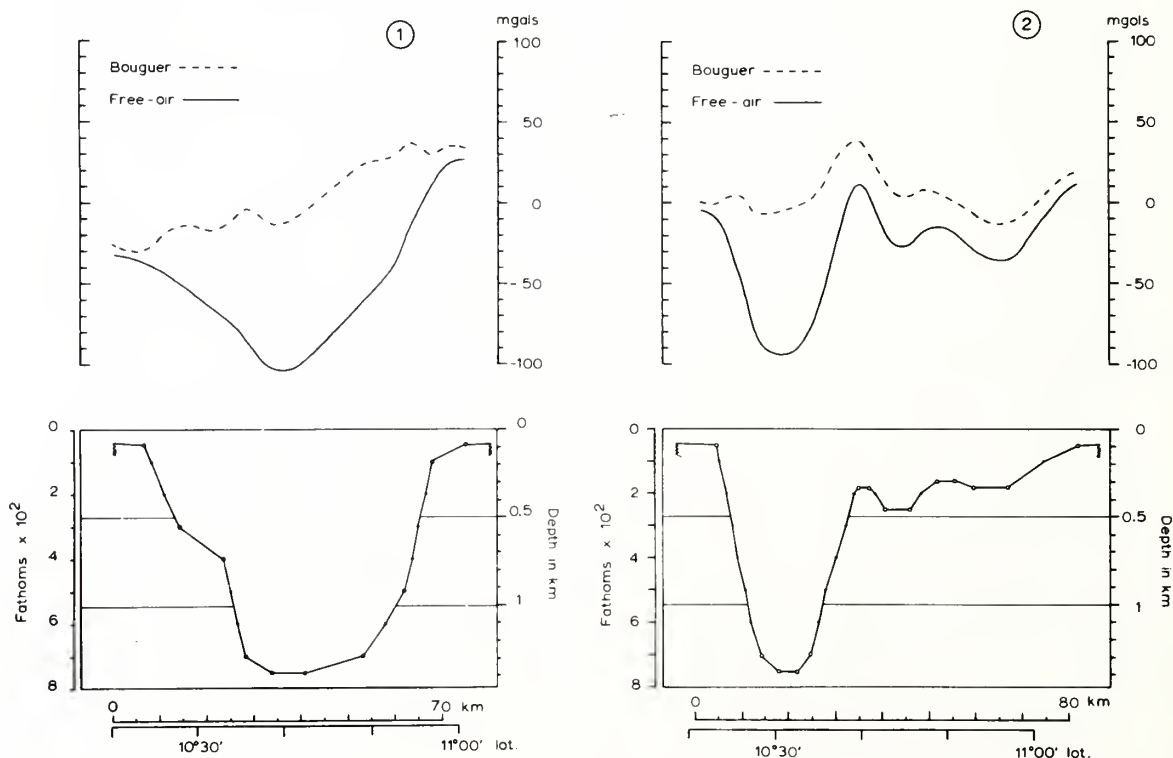 1
mgals
100
Bouguer
Free-air
50
0
-50
-100
2
mgals
100
Bouguer
Free-air
50
0
-50
-100
0
2
4
6
8
Fathoms x 10²
0
0.5
1
Depth in km
0 70 km
10°30' 11°00' lat.
0
2
4
6
8
Fathoms x 10²
0
0.5
1
Depth in km
0 80 km
10°30' 11°00' lat.